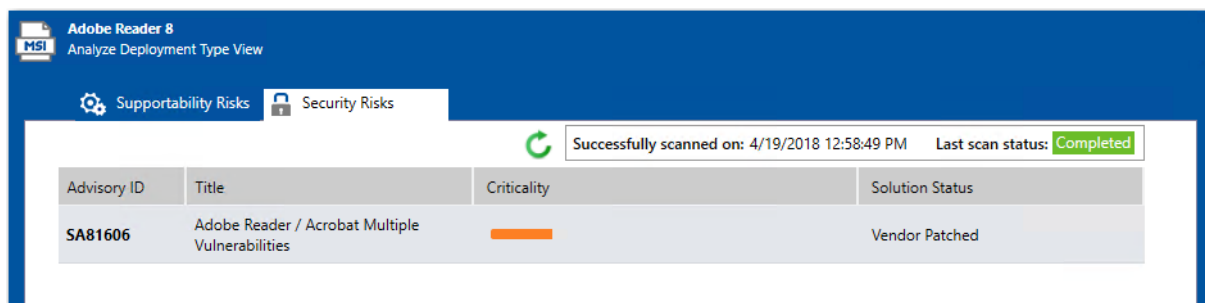 Adobe Reader 8
MSI
Analyze Deployment Type View
Supportability Risks Security Risks
Successfully scanned on: 4/19/2018 12:58:49 PM Last scan status: Completed
Advisory ID Title Criticality Solution Status
SA81606 Adobe Reader / Acrobat Multiple
Vulnerabilities Vendor Patched